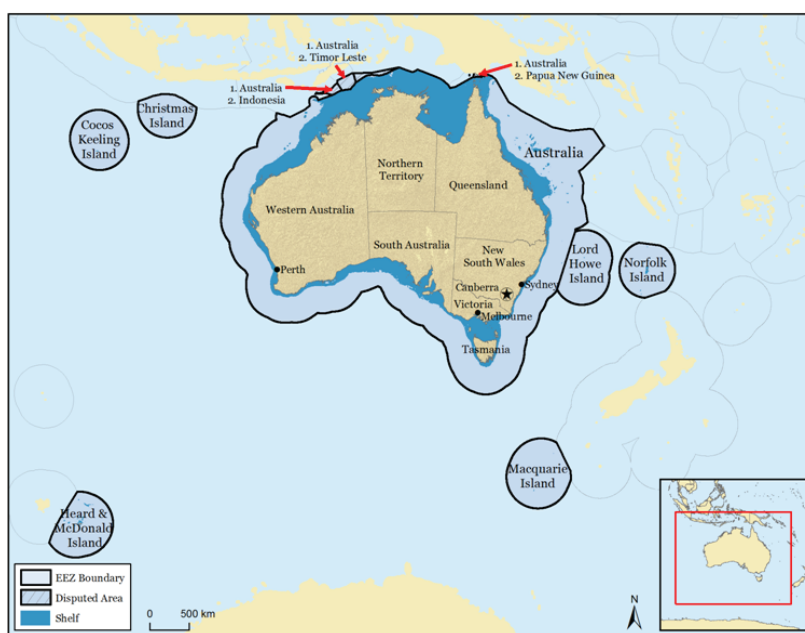 1. Australia
2. Timor Leste
1. Australia
2. Papua New Guinea
1. Australia
2. Indonesia
Christmas
Island
Cocos
Keeling
Island
Australia
Northern
Territory
Queensland
Western Australia
South Australia
New
South Wales
Lord
Howe
Island
Norfolk
Island
Perth
Canberra
Sydney
Victoria
Melbourne
Tasmania
Macquarie
Island
Heard &
McDonald
Island
EEZ Boundary
Disputed Area
Shelf
0 500 km
N